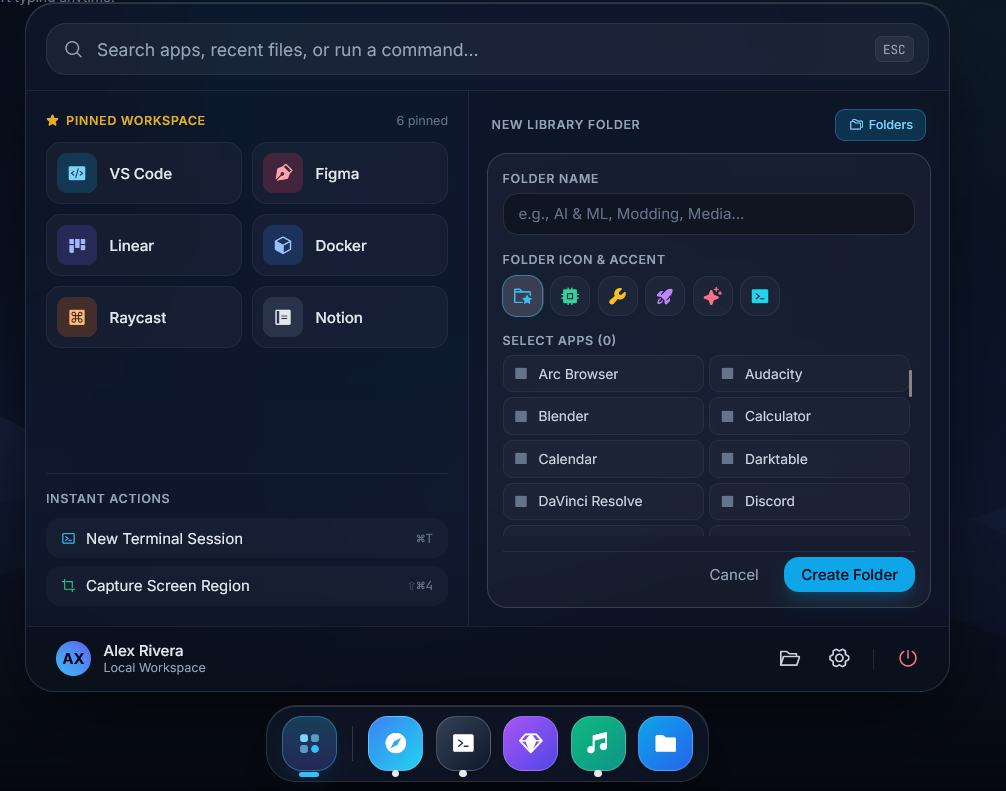 Search apps, recent files, or run a command...
ESC
PINNED WORKSPACE
6 pinned
VS Code
Figma
Linear
Docker
Raycast
Notion
INSTANT ACTIONS
New Terminal Session
⌘T
Capture Screen Region
⇧⌘4
NEW LIBRARY FOLDER
Folders
FOLDER NAME
e.g., AI & ML, Modding, Media...
FOLDER ICON & ACCENT
SELECT APPS (0)
Arc Browser
Audacity
Blender
Calculator
Calendar
Darktable
DaVinci Resolve
Discord
Cancel
Create Folder
AX
Alex Rivera
Local Workspace